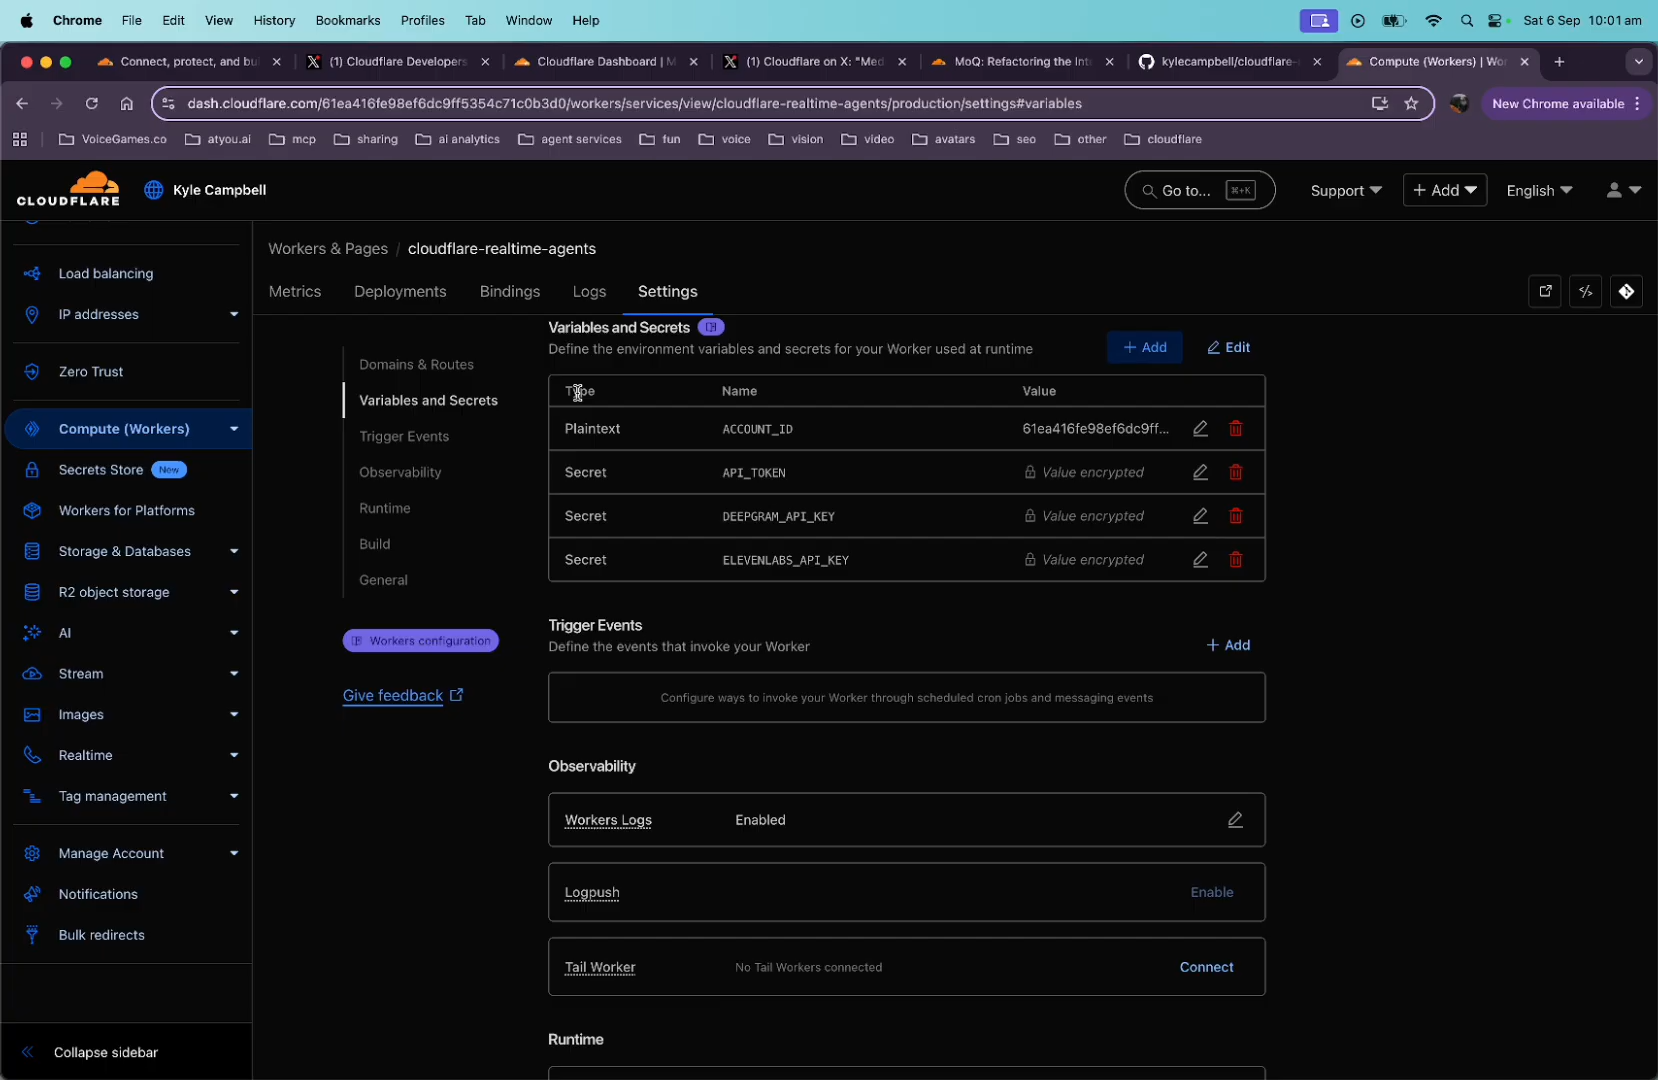 Chrome File Edit View History Bookmarks Profiles Tab Window Help Sat 6 Sep 10:01 am
Connect, protect, and bu (1) Cloudflare Developers Cloudflare Dashboard | M (1) Cloudflare on X: "Med MoQ: Refactoring the Int kylecampbell/cloudflare- Compute (Workers) | Wor
dash.cloudflare.com/61ea416fe98ef6dc9ff5354c71c0b3d0/workers/services/view/cloudflare-realtime-agents/production/settings#variables New Chrome available
VoiceGames.co atyou.ai mcp sharing ai analytics agent services fun voice vision video avatars seo other cloudflare
CLOUDFLARE Kyle Campbell Go to... ⌘+K Support + Add English
Load balancing
IP addresses
Zero Trust
Compute (Workers)
Secrets Store New
Workers for Platforms
Storage & Databases
R2 object storage
AI
Stream
Images
Realtime
Tag management
Manage Account
Notifications
Bulk redirects
Collapse sidebar
Workers & Pages / cloudflare-realtime-agents
Metrics Deployments Bindings Logs Settings
Domains & Routes
Variables and Secrets
Trigger Events
Observability
Runtime
Build
General
Workers configuration
Give feedback
Variables and Secrets
Define the environment variables and secrets for your Worker used at runtime
+ Add Edit
Type Name Value
Plaintext ACCOUNT_ID 61ea416fe98ef6dc9ff...
Secret API_TOKEN Value encrypted
Secret DEEPGRAM_API_KEY Value encrypted
Secret ELEVENLABS_API_KEY Value encrypted
Trigger Events
Define the events that invoke your Worker
+ Add
Configure ways to invoke your Worker through scheduled cron jobs and messaging events
Observability
Workers Logs Enabled
Logpush Enable
Tail Worker No Tail Workers connected Connect
Runtime